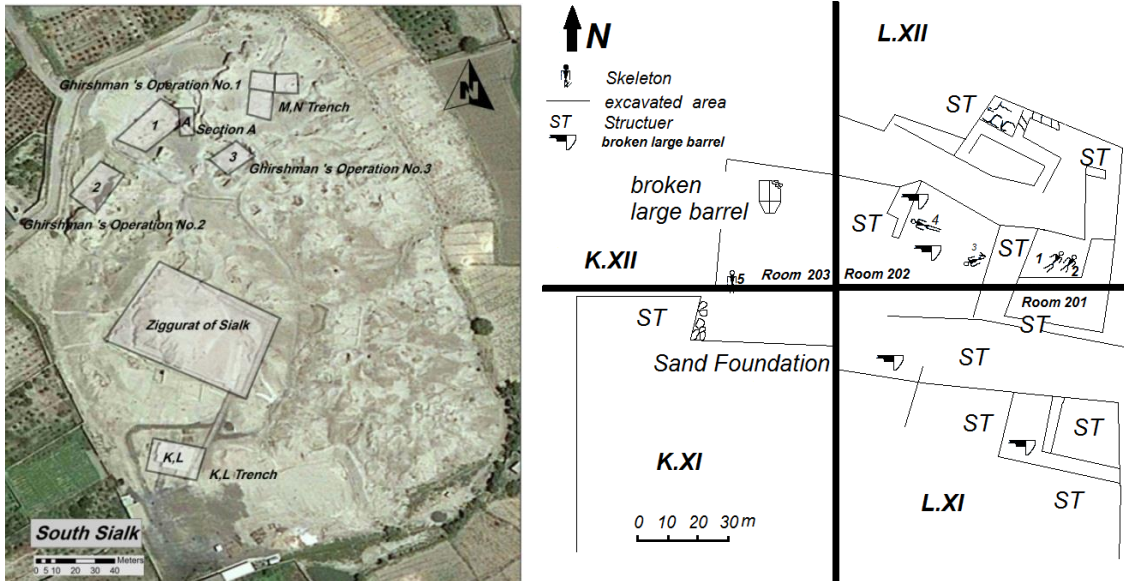 Ghirshman 's Operation No.1
M,N Trench
1
A
Section A
3
Ghirshman 's Operation No.3
2
Ghirshman 's Operation No.2
N
Ziggurat of Sialk
K,L
K,L Trench
South Sialk
Meters
0 5 10 20 30 40
N
Skeleton
excavated area
ST Structuer
broken large barrel
L.XII
ST
ST
broken
large barrel
ST
4
3
ST
1
2
K.XII
5
Room 203
Room 202
Room 201
ST
ST
Sand Foundation
ST
ST
ST
K.XI
L.XI
ST
0 10 20 30 m